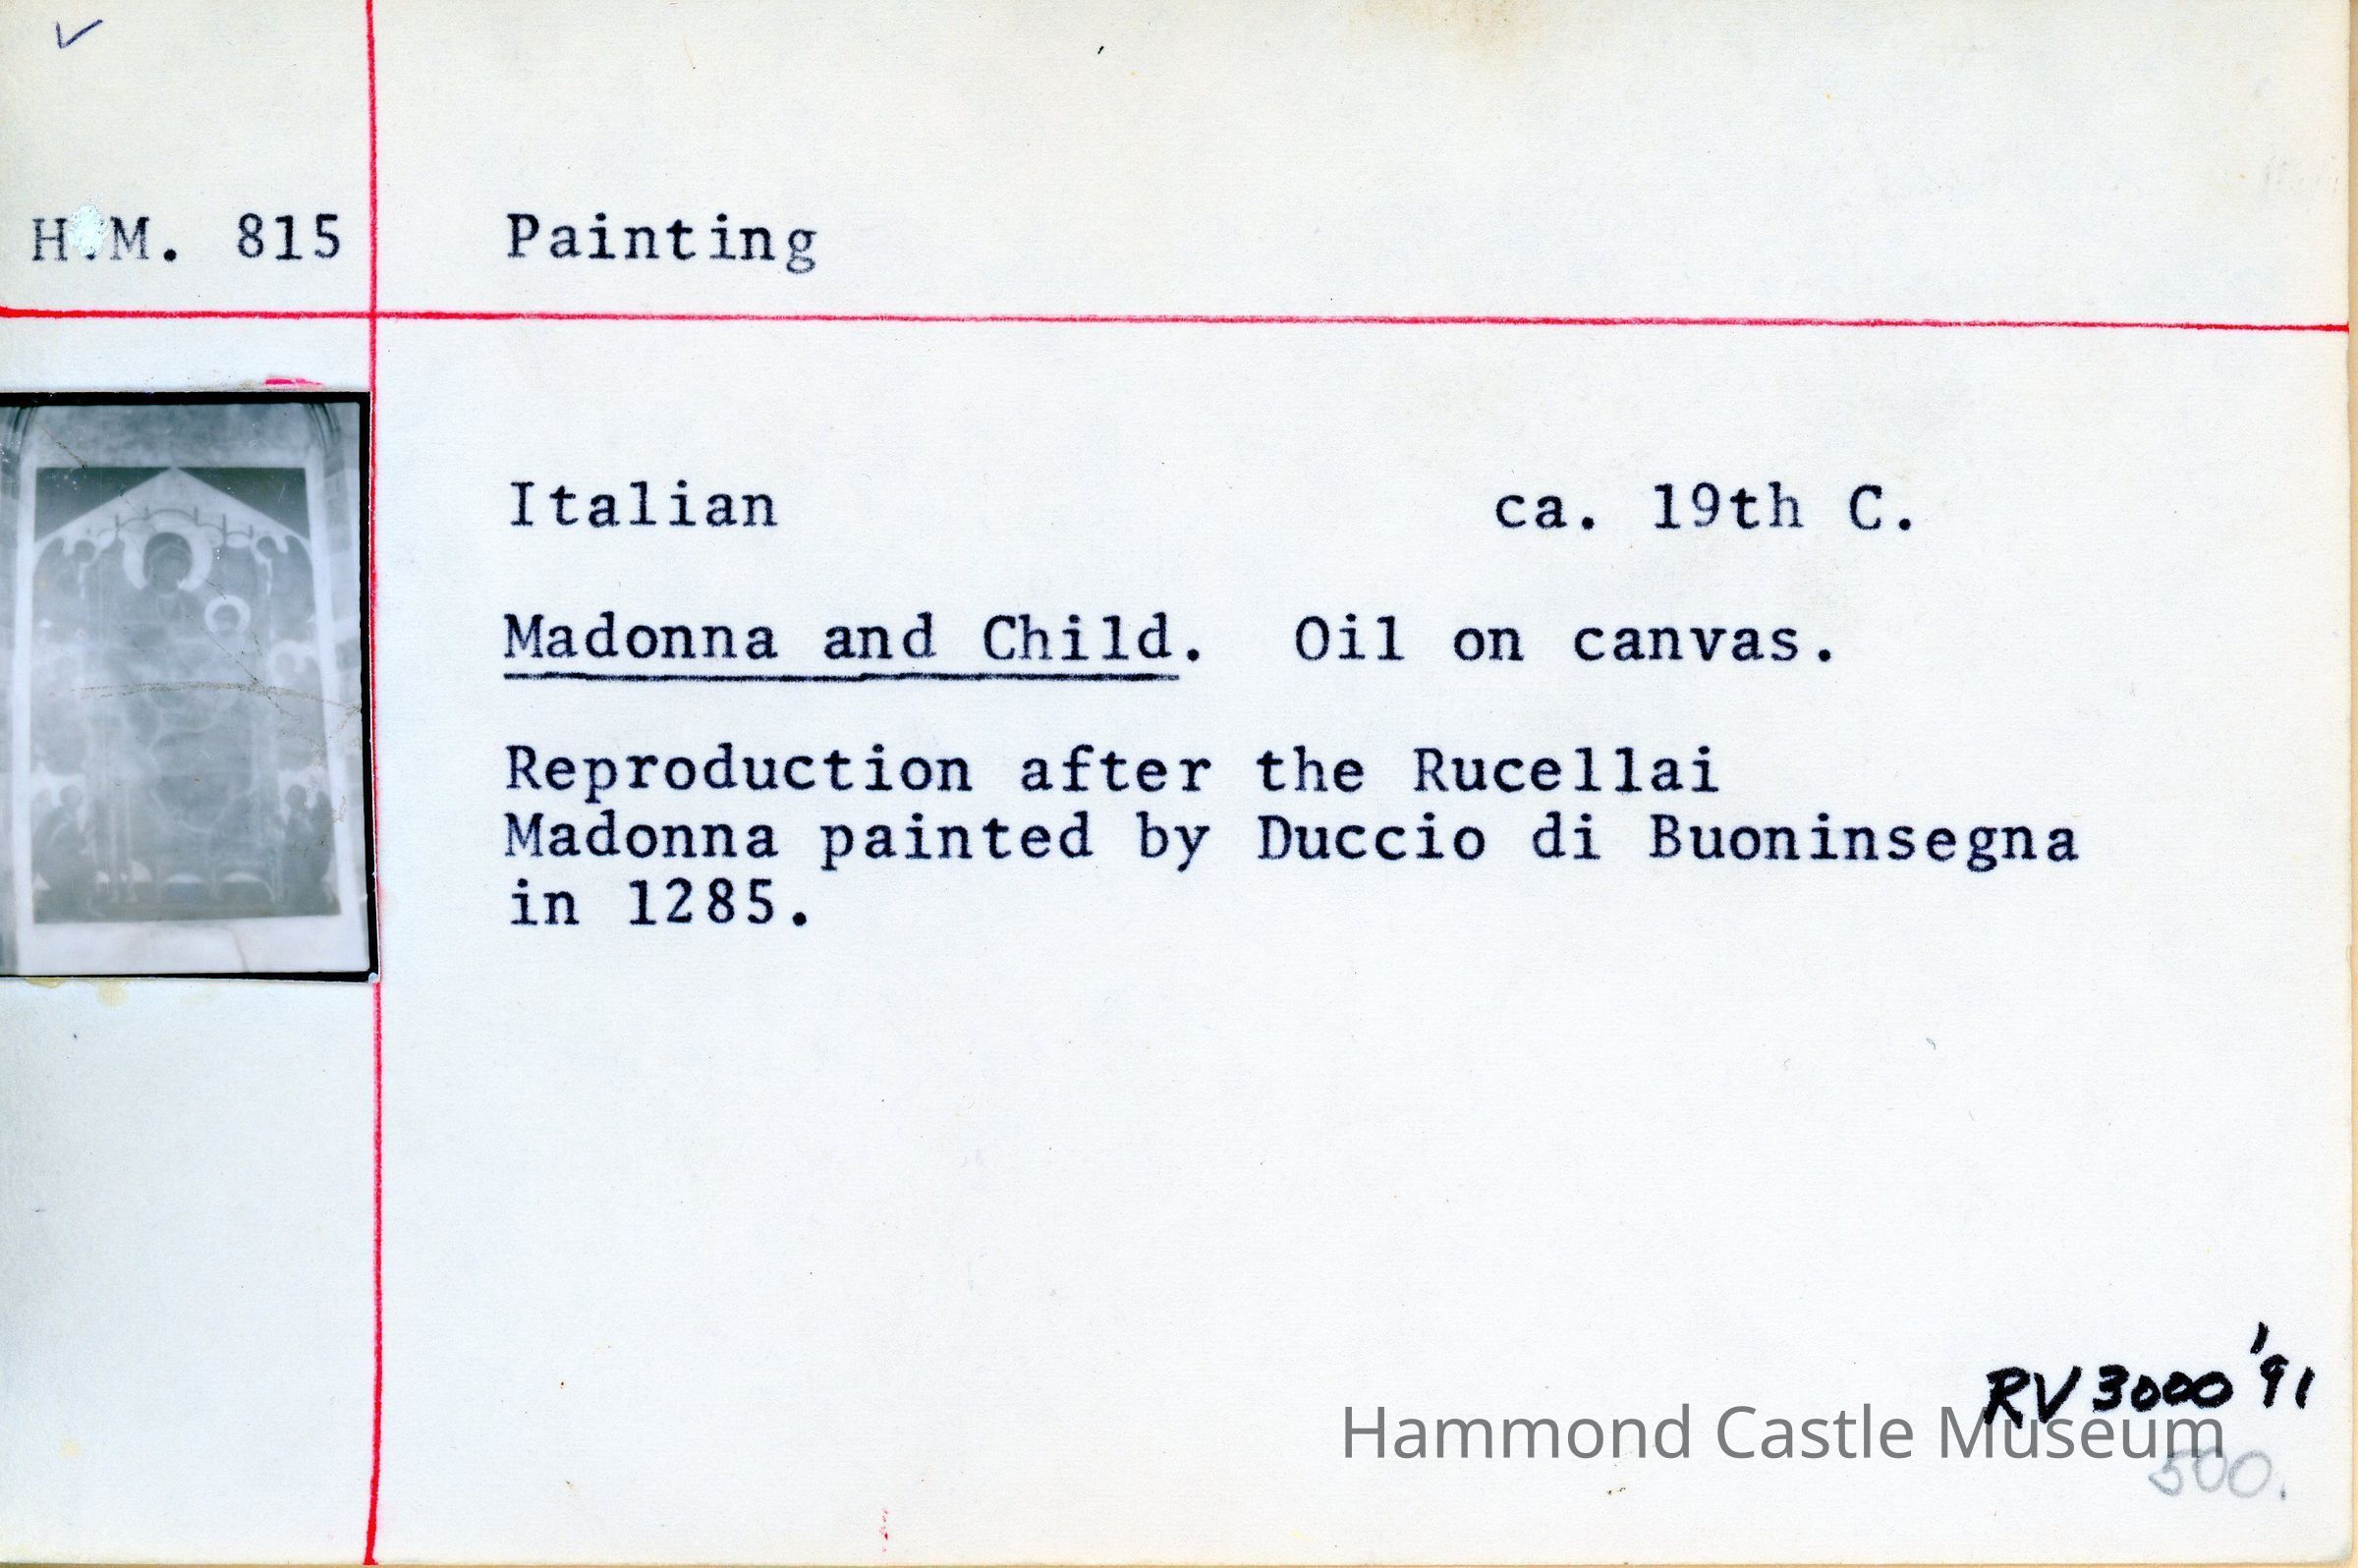 H.M. 815 Painting
Italian ca. 19th C.
Madonna and Child. Oil on canvas.
Reproduction after the Rucellai
Madonna painted by Duccio di Buoninsegna
in 1285.
RV 3000 '91
Hammond Castle Museum
500.